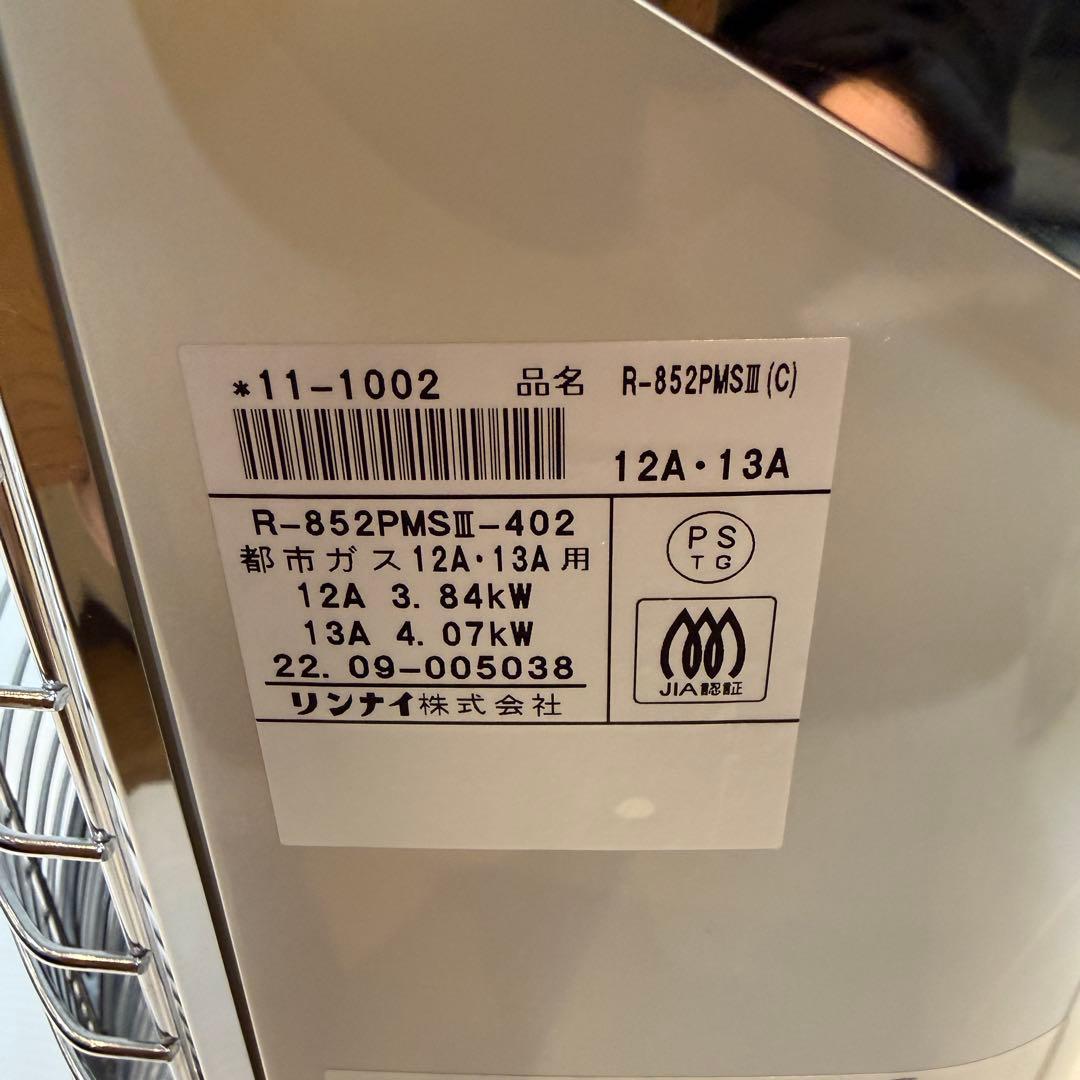 *11-1002 品名 R-852PMSⅢ(C)
12A・13A
R-852PMSⅢ-402
都市ガス12A・13A用
12A 3.84kW
13A 4.07kW
22.09-005038
リンナイ株式会社
PS
TG
JIA認証